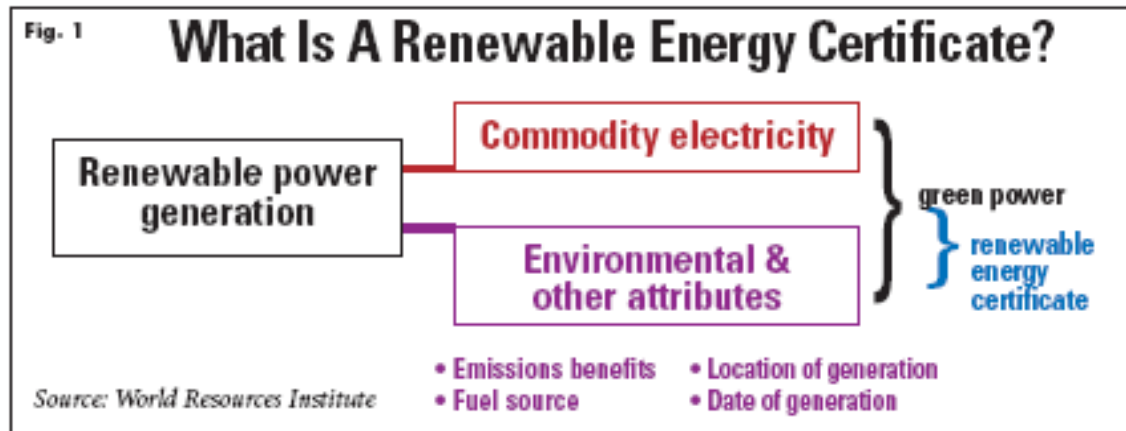 Fig. 1
What Is A Renewable Energy Certificate?
Renewable power
generation
Commodity electricity
Environmental &
other attributes
green power
renewable
energy
certificate
• Emissions benefits
• Fuel source
• Location of generation
• Date of generation
Source: World Resources Institute